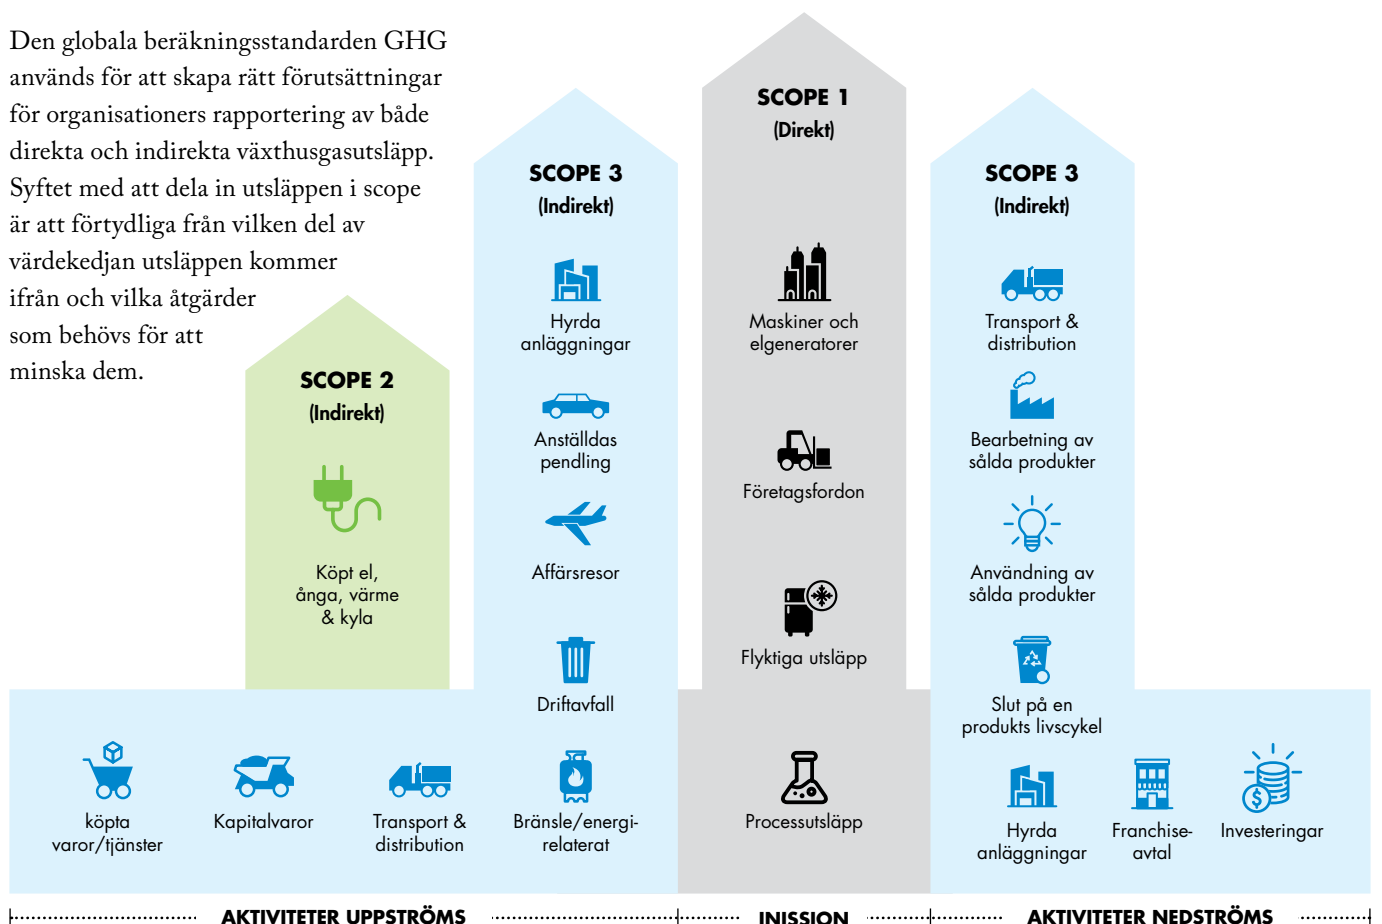 Den globala beräkningsstandarden GHG
används för att skapa rätt förutsättningar
för organisationers rapportering av både
direkta och indirekta växthusgasutsläpp.
Syftet med att dela in utsläppen i scope
är att förtydliga från vilken del av
värdekedjan utsläppen kommer
ifrån och vilka åtgärder
som behövs för att
minska dem.
SCOPE 2
(Indirekt)
Köpt el,
ånga, värme
& kyla
SCOPE 3
(Indirekt)
Hyrda
anläggningar
Anställdas
pendling
Affärsresor
Driftavfall
köpta
varor/tjänster
Kapitalvaror
Transport &
distribution
Bränsle/energi-
relaterat
SCOPE 1
(Direkt)
Maskiner och
elgeneratorer
Företagsfordon
Flyktiga utsläpp
Processutsläpp
SCOPE 3
(Indirekt)
Transport &
distribution
Bearbetning av
sålda produkter
Användning av
sålda produkter
Slut på en
produkts livscykel
Hyrda
anläggningar
Franchise-
avtal
$
Investeringar
AKTIVITETER UPPSTRÖMS
INISSION
AKTIVITETER NEDSTRÖMS